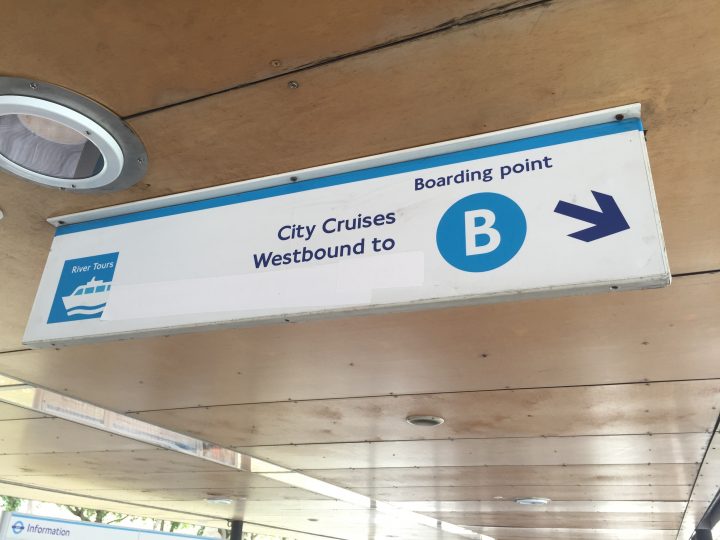 Boarding point
City Cruises
Westbound to
B
River Tours
Information